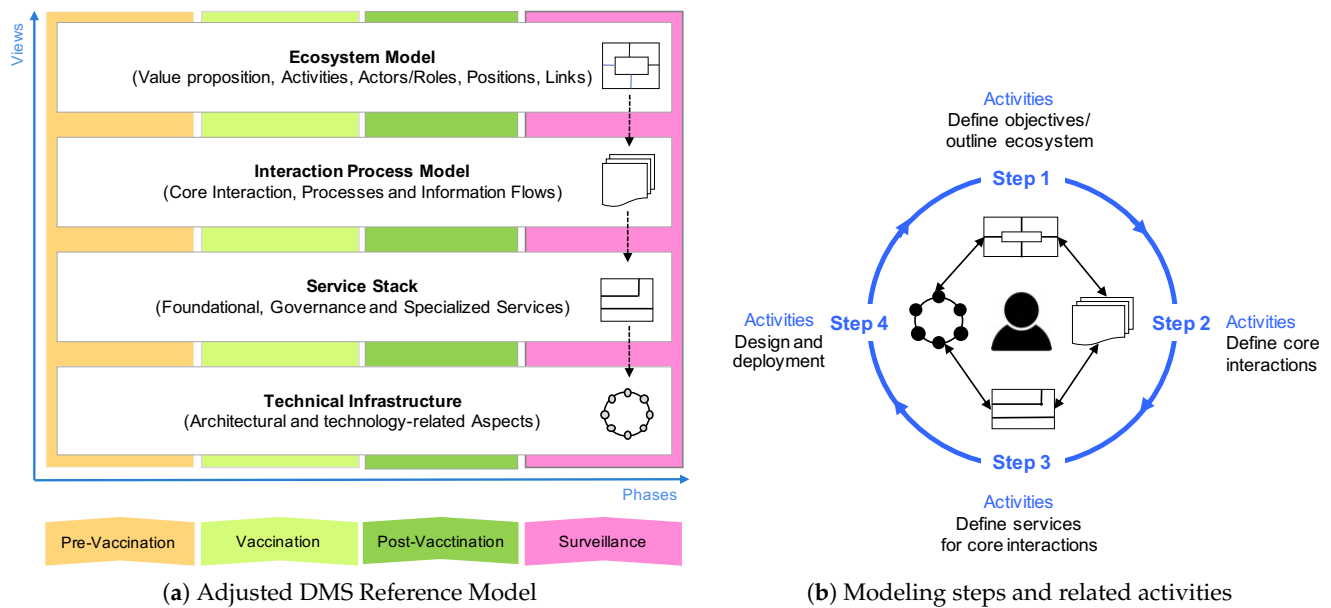 Views
Ecosystem Model
(Value proposition, Activities, Actors/Roles, Positions, Links)
Interaction Process Model
(Core Interaction, Processes and Information Flows)
Service Stack
(Foundational, Governance and Specialized Services)
Technical Infrastructure
(Architectural and technology-related Aspects)
Phases
Pre-Vaccination
Vaccination
Post-Vacctination
Surveillance
(a) Adjusted DMS Reference Model
Activities
Define objectives/
outline ecosystem
Step 1
Step 2
Activities
Define core
interactions
Step 3
Activities
Define services
for core interactions
Step 4
Activities
Design and
deployment
(b) Modeling steps and related activities